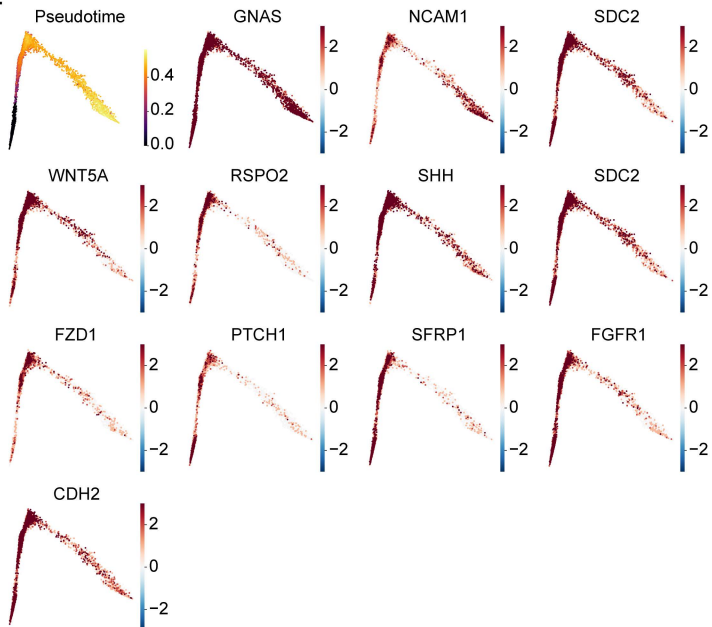 Pseudotime GNAS NCAM1 SDC2
0.4 0.2 0.0 2 0 −2 2 0 −2 2 0 −2
WNT5A RSPO2 SHH SDC2
2 0 −2 2 0 −2 2 0 −2 2 0 −2
FZD1 PTCH1 SFRP1 FGFR1
2 0 −2 2 0 −2 2 0 −2 2 0 −2
CDH2
2 0 −2